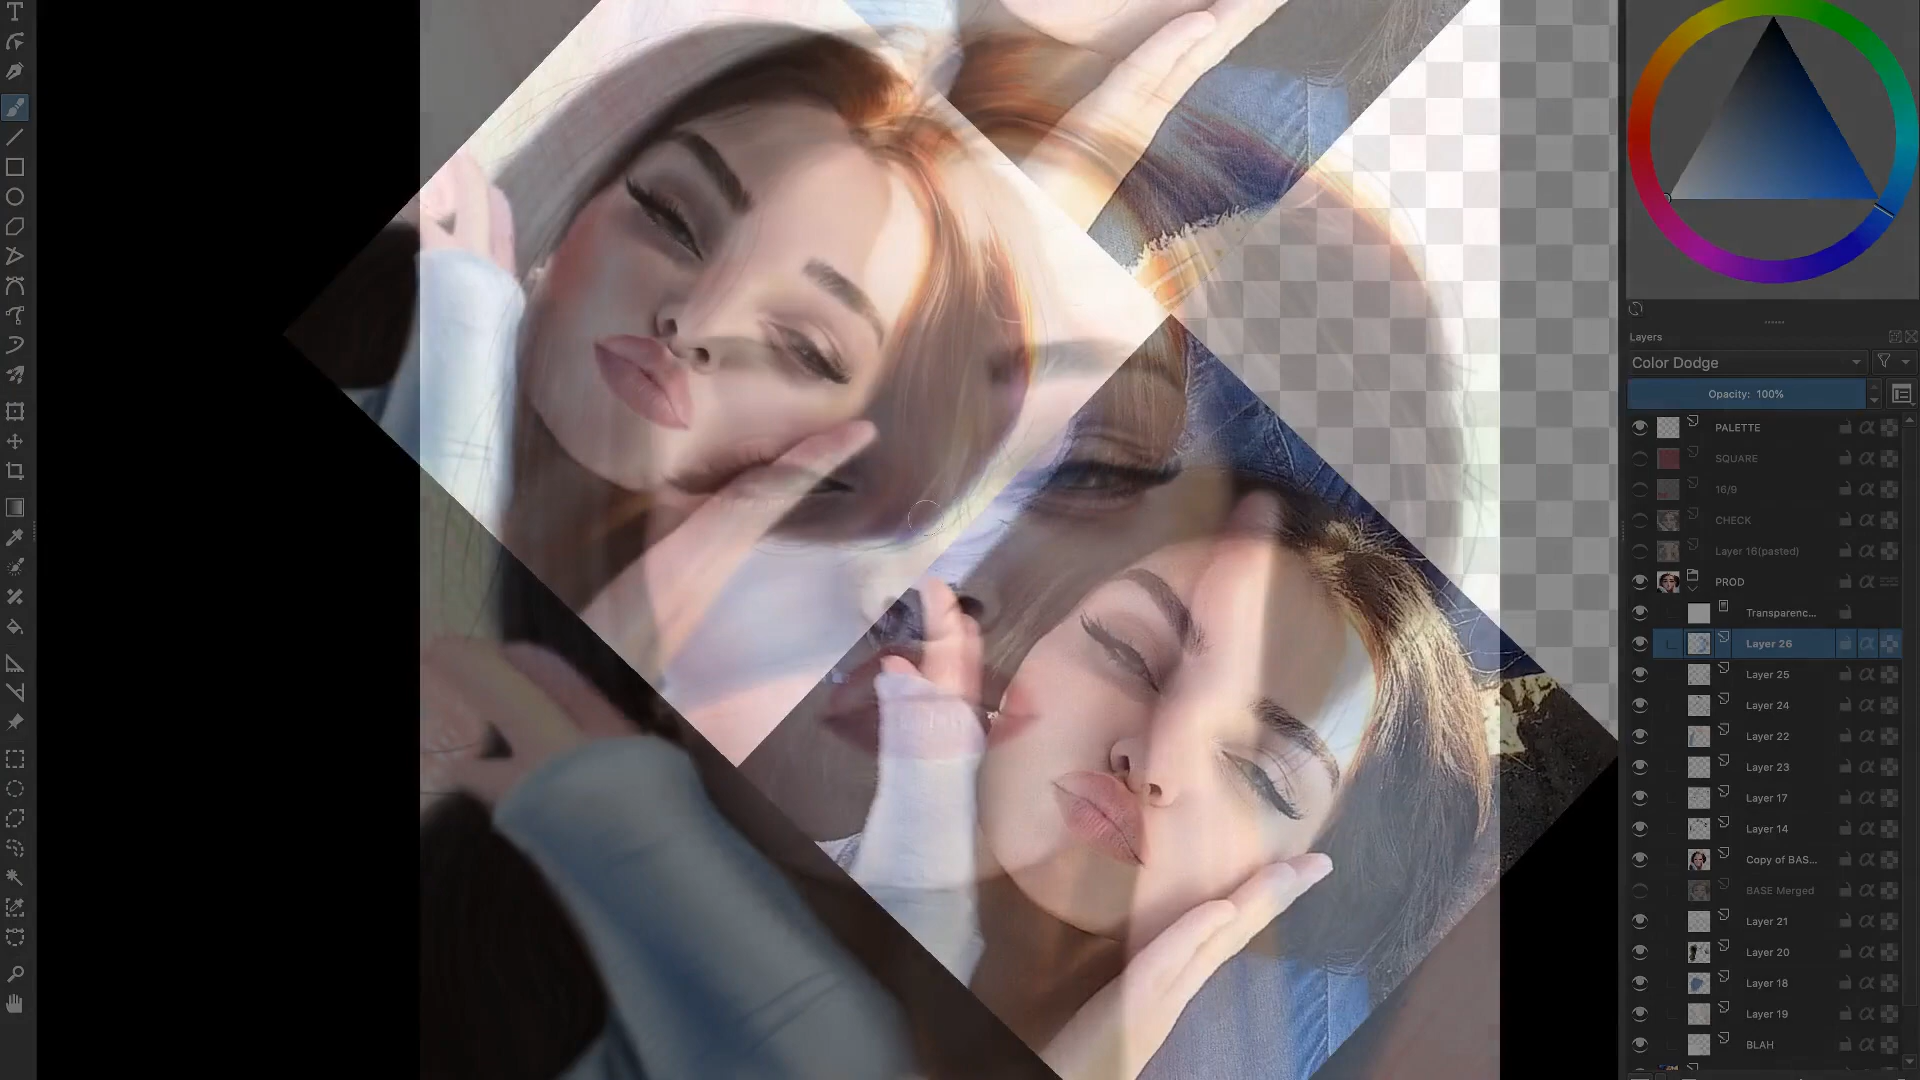 Layers
Color Dodge
Opacity: 100%
PALETTE
SQUARE
16/9
CHECK
Layer 16(pasted)
PROD
Transparenc...
Layer 26
Layer 25
Layer 24
Layer 22
Layer 23
Layer 17
Layer 14
Copy of BAS...
BASE Merged
Layer 21
Layer 20
Layer 18
Layer 19
BLAH